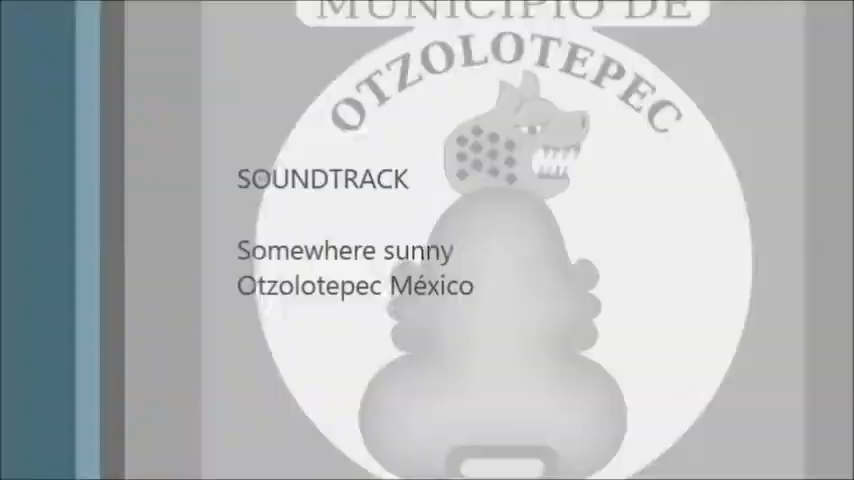 MUNICIPIO DE
OTZOLOTEPEC
SOUNDTRACK
Somewhere sunny
Otzolotepec México